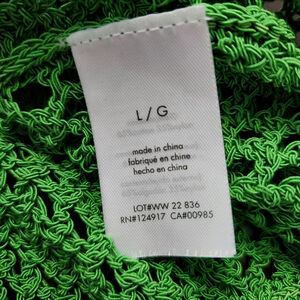 L / G
made in china
fabriqué en chine
hecho en china
LOT#WW 22 836
RN#124917 CA#00985